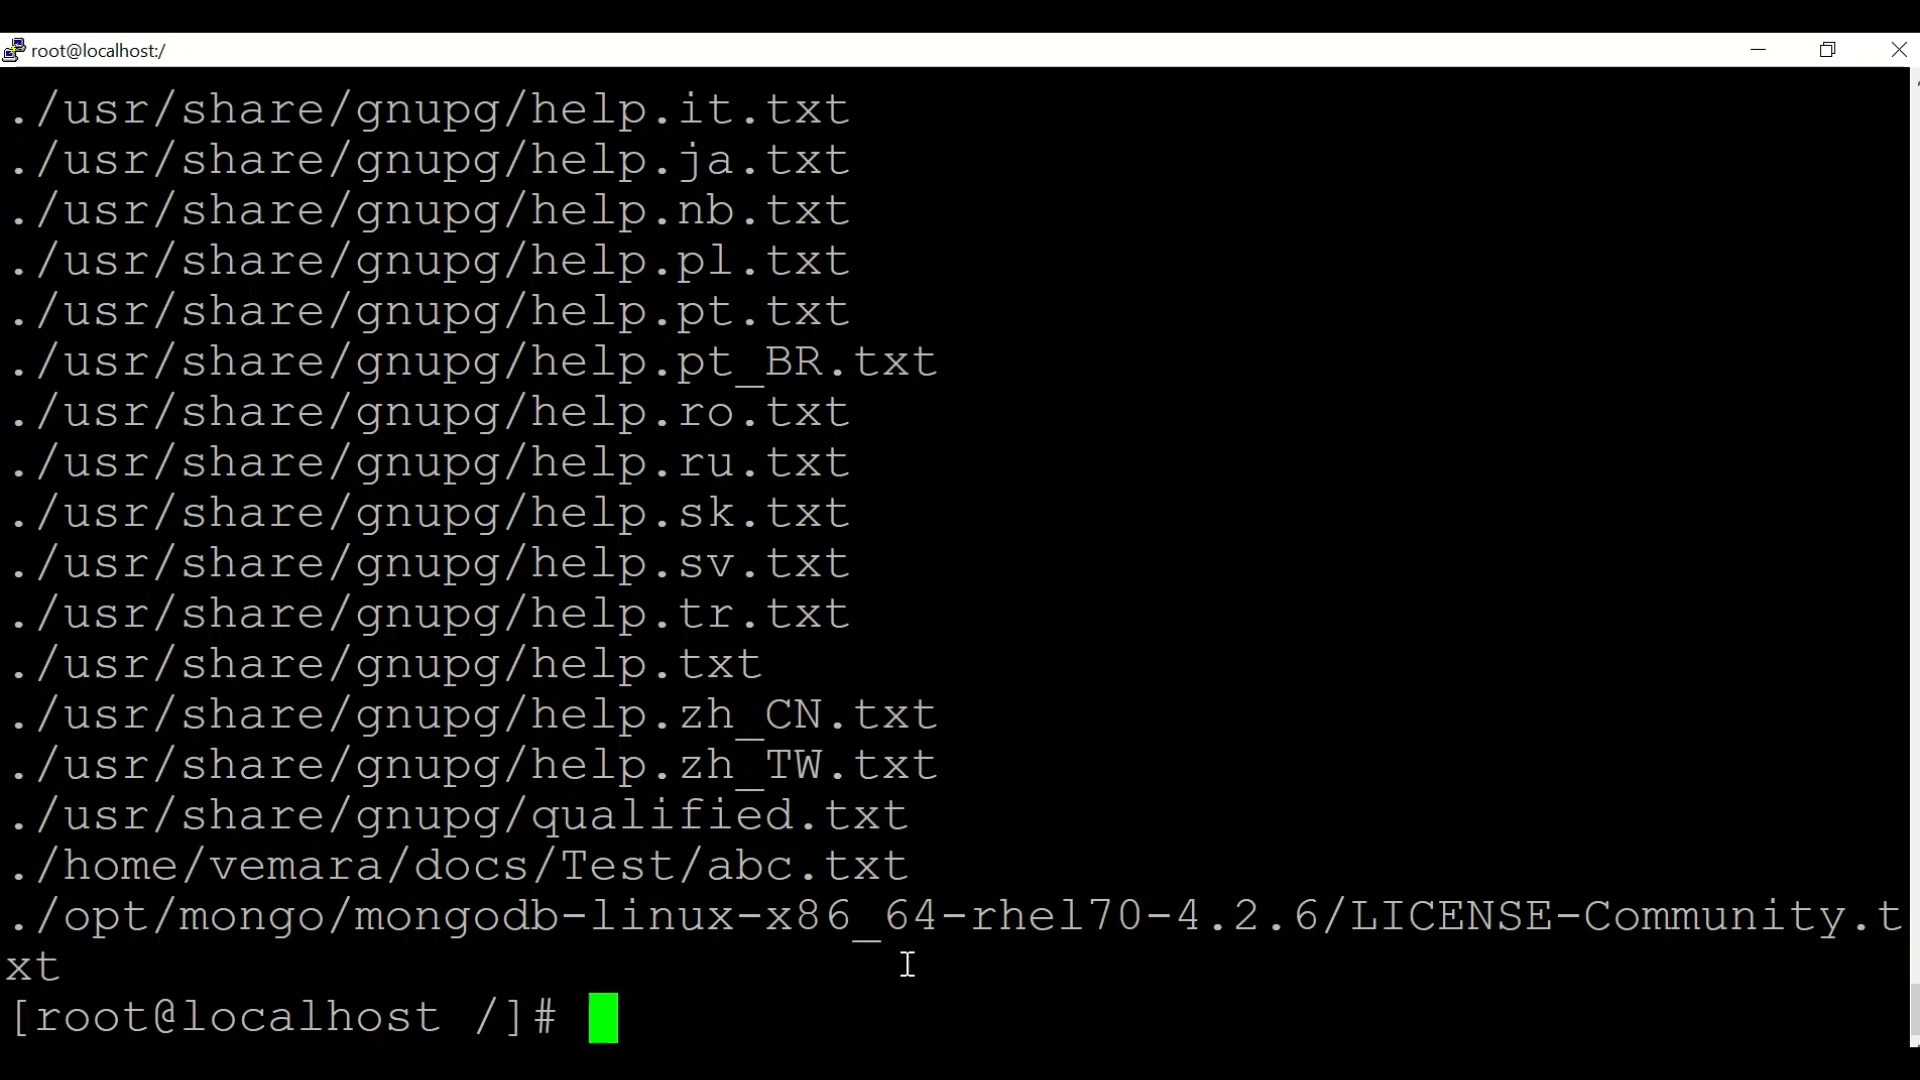 root@localhost:/
./usr/share/gnupg/help.it.txt
./usr/share/gnupg/help.ja.txt
./usr/share/gnupg/help.nb.txt
./usr/share/gnupg/help.pl.txt
./usr/share/gnupg/help.pt.txt
./usr/share/gnupg/help.pt_BR.txt
./usr/share/gnupg/help.ro.txt
./usr/share/gnupg/help.ru.txt
./usr/share/gnupg/help.sk.txt
./usr/share/gnupg/help.sv.txt
./usr/share/gnupg/help.tr.txt
./usr/share/gnupg/help.txt
./usr/share/gnupg/help.zh_CN.txt
./usr/share/gnupg/help.zh_TW.txt
./usr/share/gnupg/qualified.txt
./home/vemara/docs/Test/abc.txt
./opt/mongo/mongodb-linux-x86_64-rhel70-4.2.6/LICENSE-Community.t
xt
[root@localhost /]#